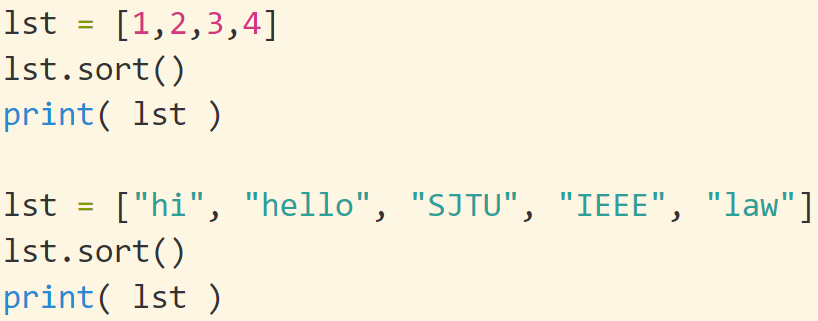 lst = [1,2,3,4]
lst.sort()
print( lst )
lst = ["hi", "hello", "SJTU", "IEEE", "law"]
lst.sort()
print( lst )